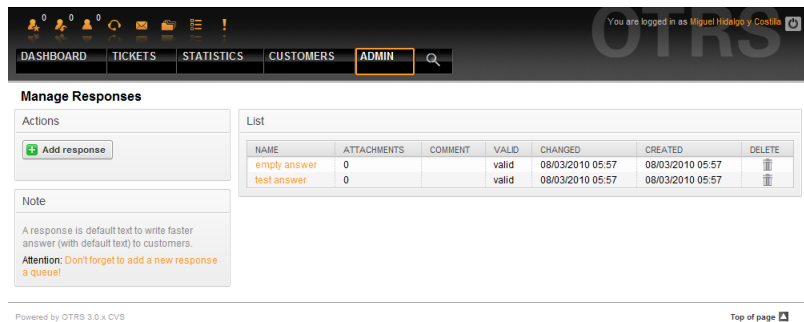 0 0 0
You are logged in as Miguel Hidalgo y Costilla
OTRS
DASHBOARD TICKETS STATISTICS CUSTOMERS ADMIN
Manage Responses
Actions
Add response
Note
A response is default text to write faster
answer (with default text) to customers.
Attention: Don't forget to add a new response
a queue!
List
NAME ATTACHMENTS COMMENT VALID CHANGED CREATED DELETE
empty answer 0 valid 08/03/2010 05:57 08/03/2010 05:57
test answer 0 valid 08/03/2010 05:57 08/03/2010 05:57
Powered by OTRS 3.0.x CVS
Top of page